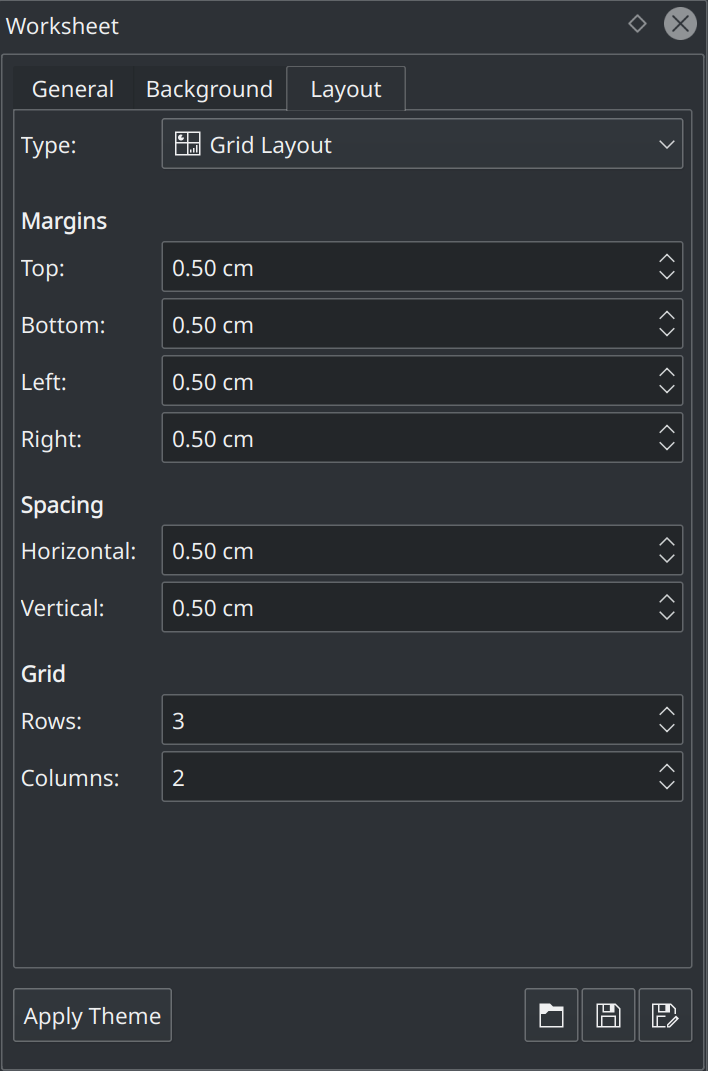 Worksheet
General Background Layout
Type: Grid Layout
Margins
Top: 0.50 cm
Bottom: 0.50 cm
Left: 0.50 cm
Right: 0.50 cm
Spacing
Horizontal: 0.50 cm
Vertical: 0.50 cm
Grid
Rows: 3
Columns: 2
Apply Theme